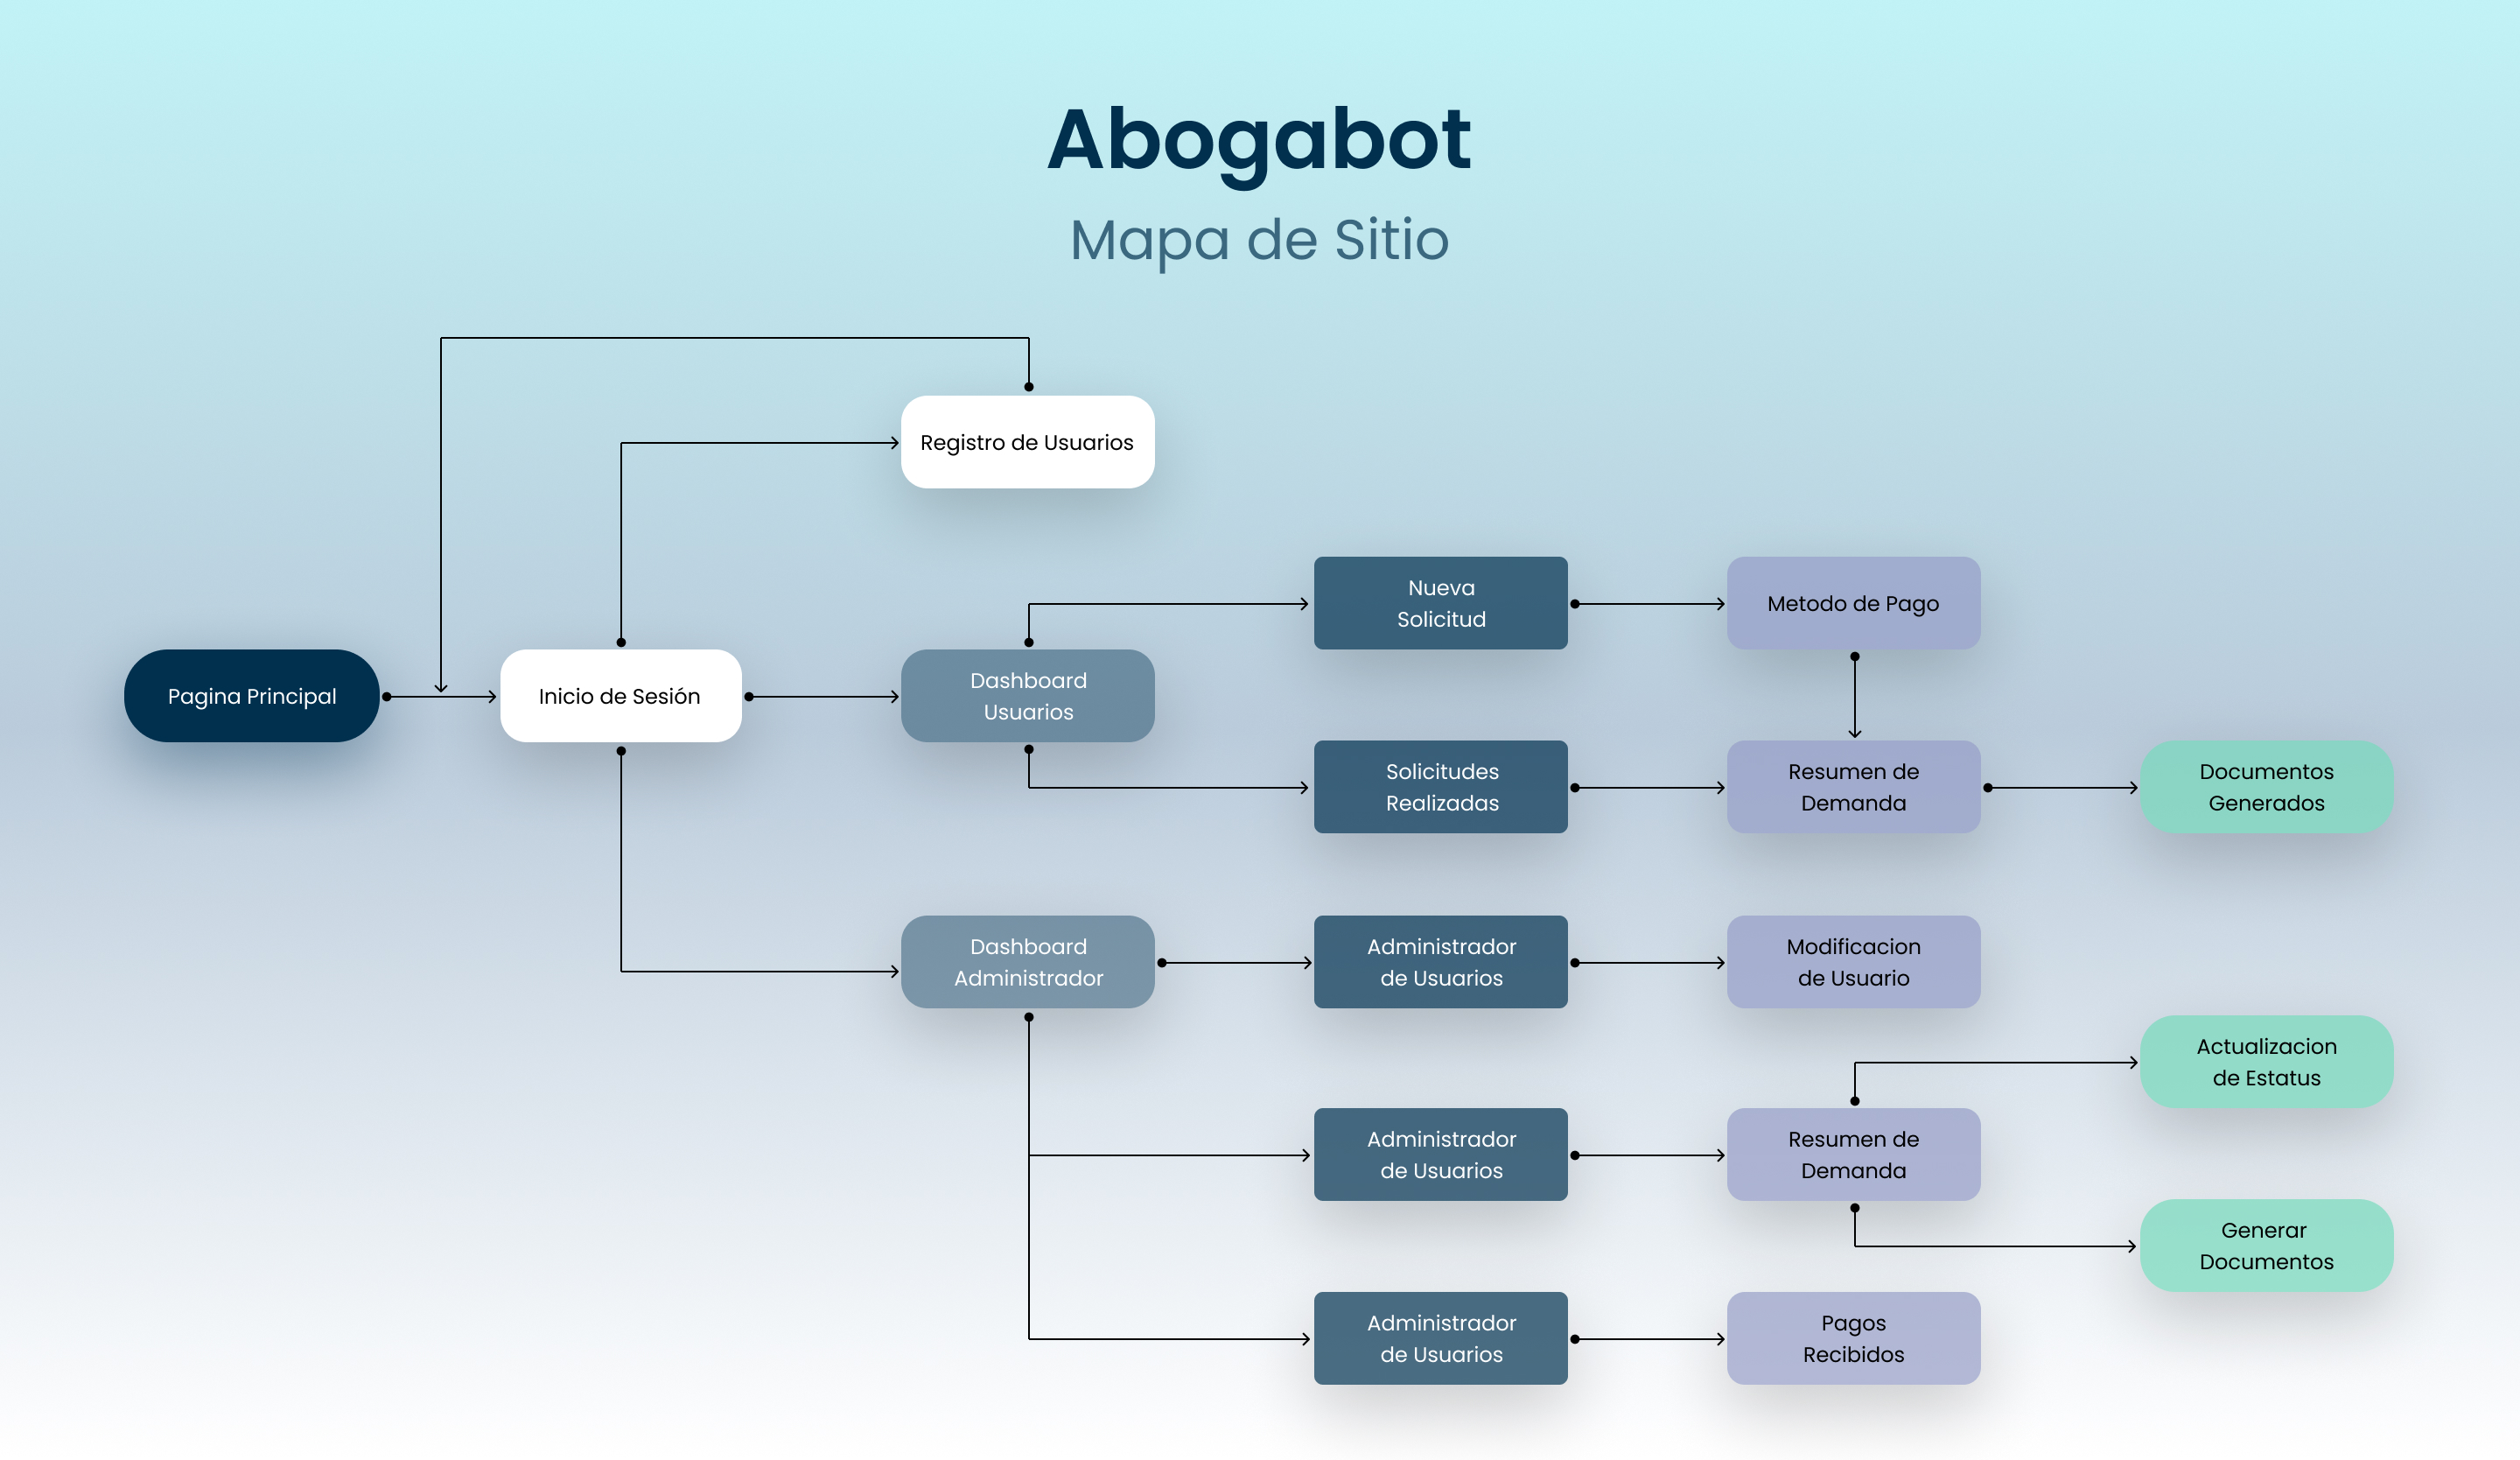 Abogabot
Mapa de Sitio
Registro de Usuarios
Pagina Principal
Inicio de Sesión
Dashboard
Usuarios
Nueva
Solicitud
Metodo de Pago
Solicitudes
Realizadas
Resumen de
Demanda
Documentos
Generados
Dashboard
Administrador
Administrador
de Usuarios
Modificacion
de Usuario
Administrador
de Usuarios
Resumen de
Demanda
Actualizacion
de Estatus
Generar
Documentos
Administrador
de Usuarios
Pagos
Recibidos